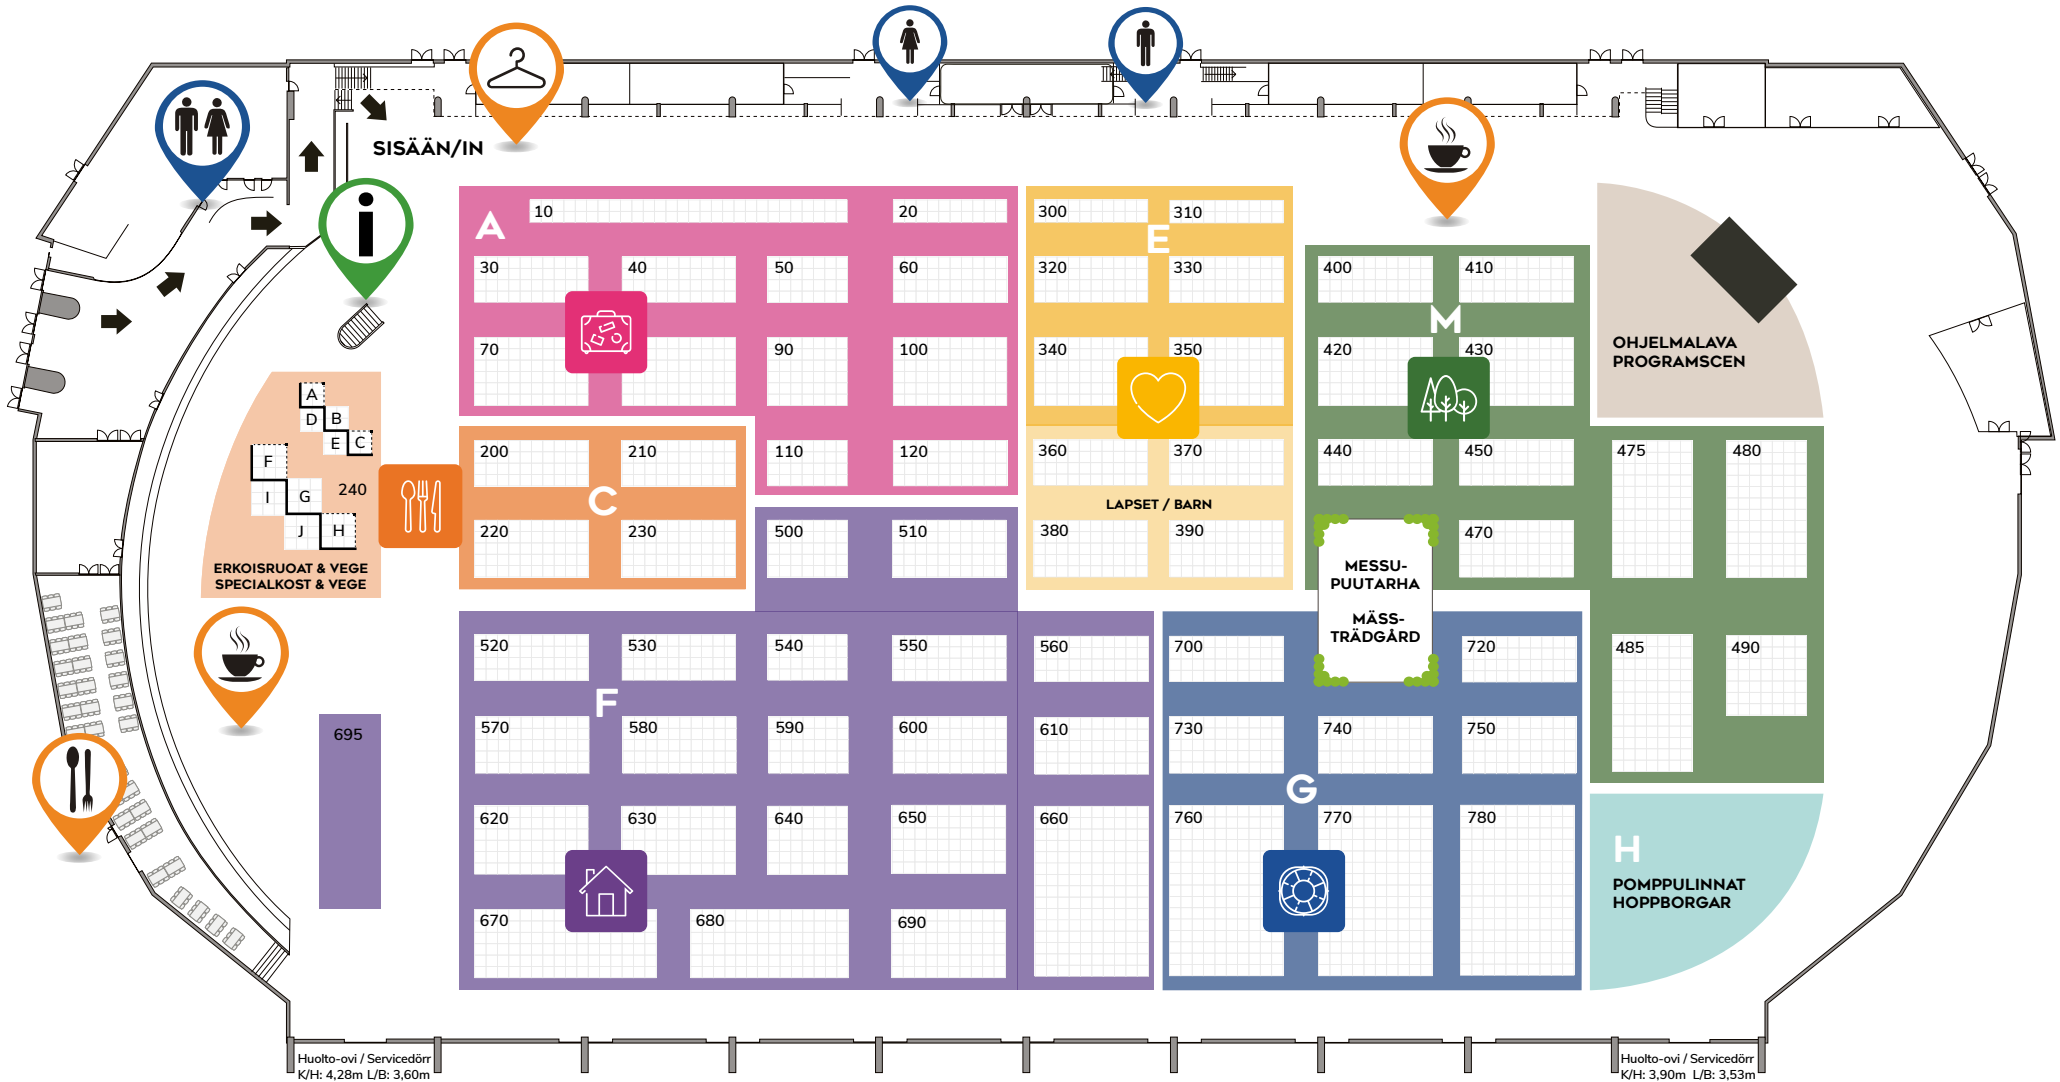 SISÄÄN/IN
A
10
20
30
40
50
60
70
90
100
110
120
E
300
310
320
330
340
350
360
370
LAPSET / BARN
380
390
M
400
410
420
430
440
450
470
475
480
485
490
OHJELMALAVA
PROGRAMSCEN
A
D
B
E
C
F
I
G
240
J
H
ERKOISRUOAT & VEGE
SPECIALKOST & VEGE
C
200
210
220
230
MESSU-
PUUTARHA
MÄSS-
TRÄDGÅRD
500
510
F
520
530
540
550
560
570
580
590
600
610
620
630
640
650
660
670
680
690
695
G
700
720
730
740
750
760
770
780
H
POMPPULINNAT
HOPPBORGAR
Huolto-ovi / Servicedörr
K/H: 4,28m L/B: 3,60m
Huolto-ovi / Servicedörr
K/H: 3,90m L/B: 3,53m